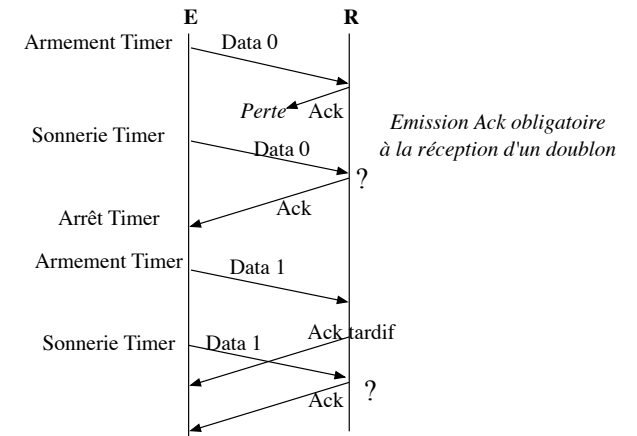 E R
Armement Timer Data 0
Perte Ack
Emission Ack obligatoire
à la réception d'un doublon
Sonnerie Timer
Data 0
?
Ack
Arrêt Timer
Armement Timer Data 1
Ack tardif
Sonnerie Timer Data 1
?
Ack